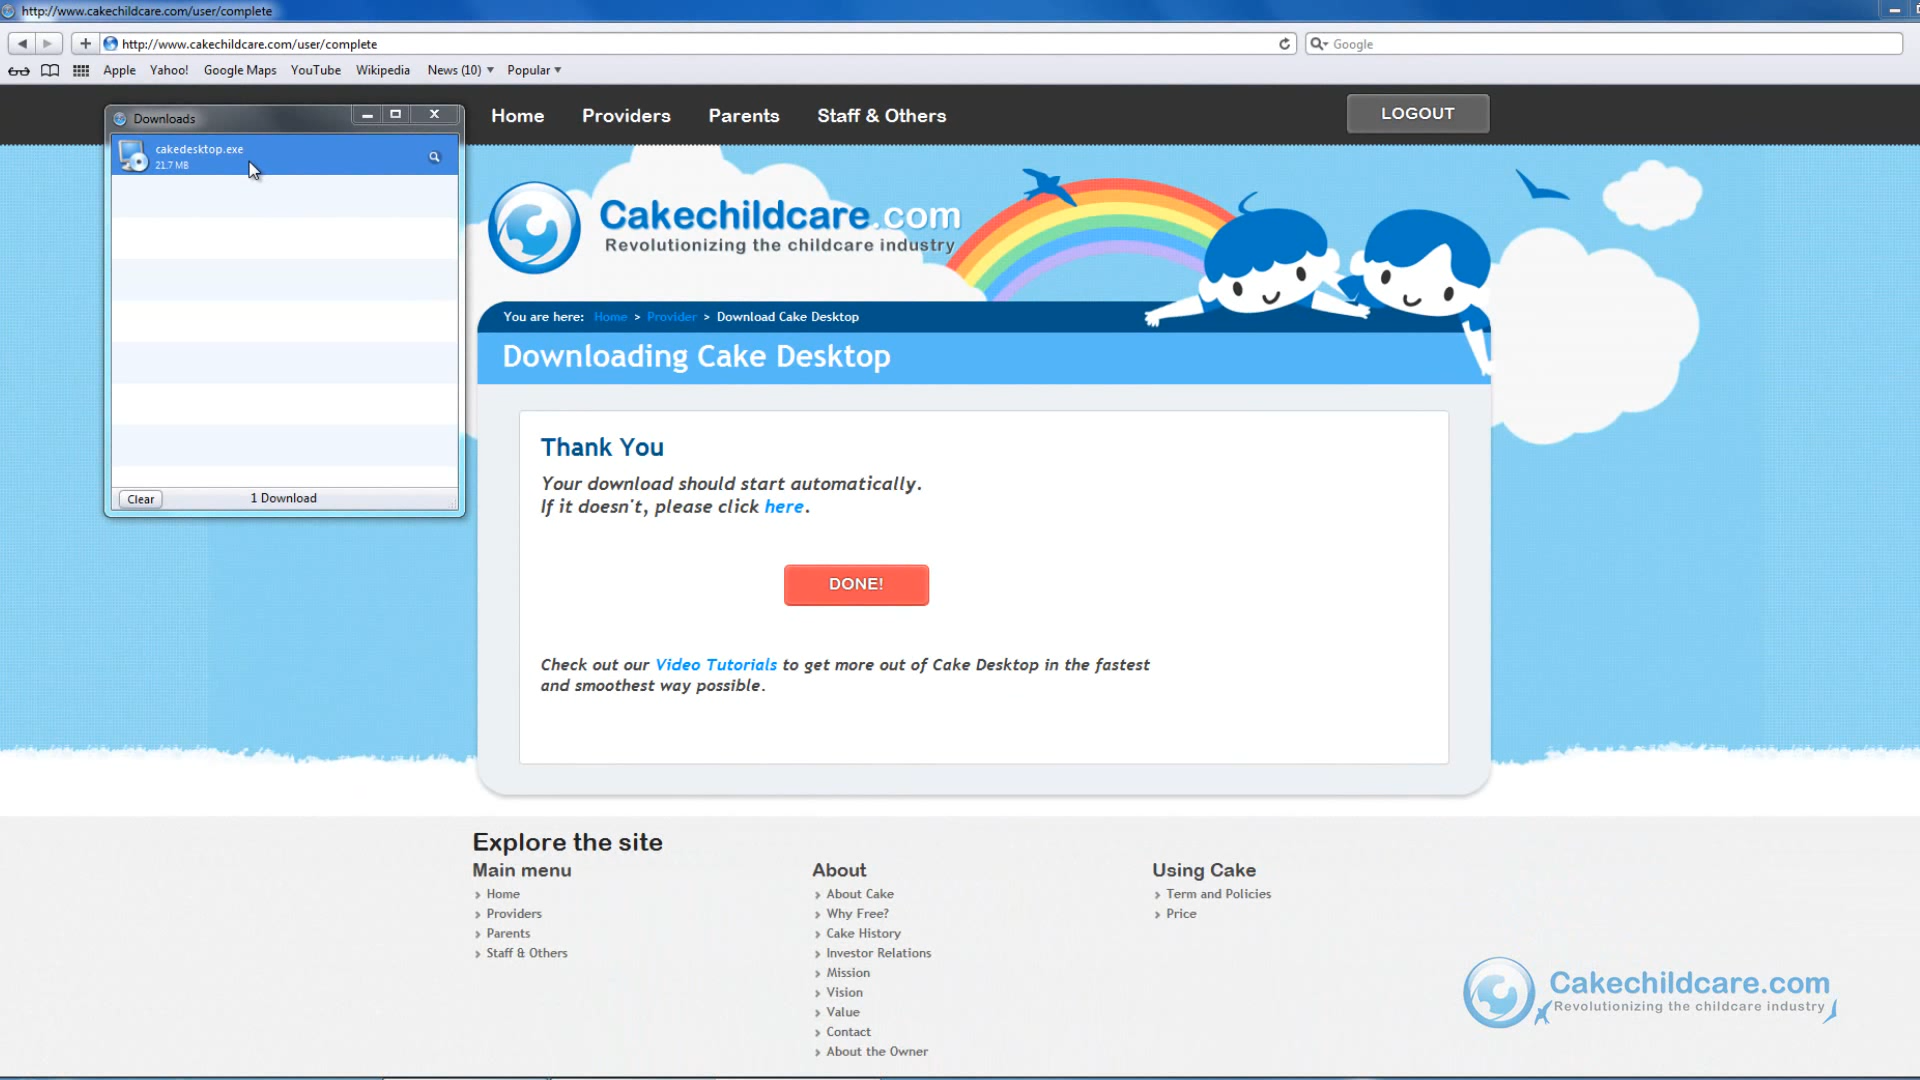 http://www.cakechildcare.com/user/complete
http://www.cakechildcare.com/user/complete
Google
Apple Yahoo! Google Maps YouTube Wikipedia News (10) Popular
Downloads
cakedesktop.exe
21.7 MB
Clear
1 Download
Home Providers Parents Staff & Others
LOGOUT
Cakechildcare.com
Revolutionizing the childcare industry
You are here: Home > Provider > Download Cake Desktop
Downloading Cake Desktop
Thank You
Your download should start automatically.
If it doesn't, please click here.
DONE!
Check out our Video Tutorials to get more out of Cake Desktop in the fastest
and smoothest way possible.
Explore the site
Main menu
Home
Providers
Parents
Staff & Others
About
About Cake
Why Free?
Cake History
Investor Relations
Mission
Vision
Value
Contact
About the Owner
Using Cake
Term and Policies
Price
Cakechildcare.com
Revolutionizing the childcare industry